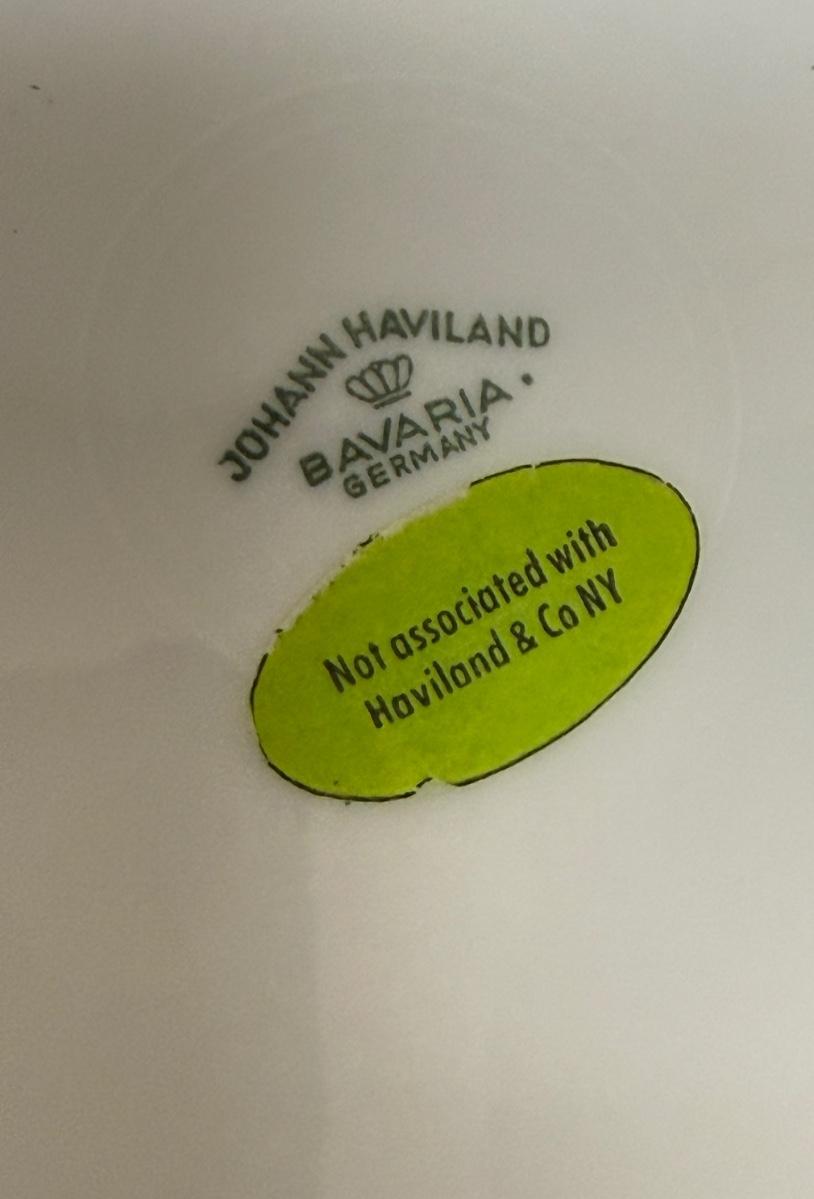 JOHANN HAVILAND
BAVARIA
GERMANY
Not associated with
Haviland & Co NY